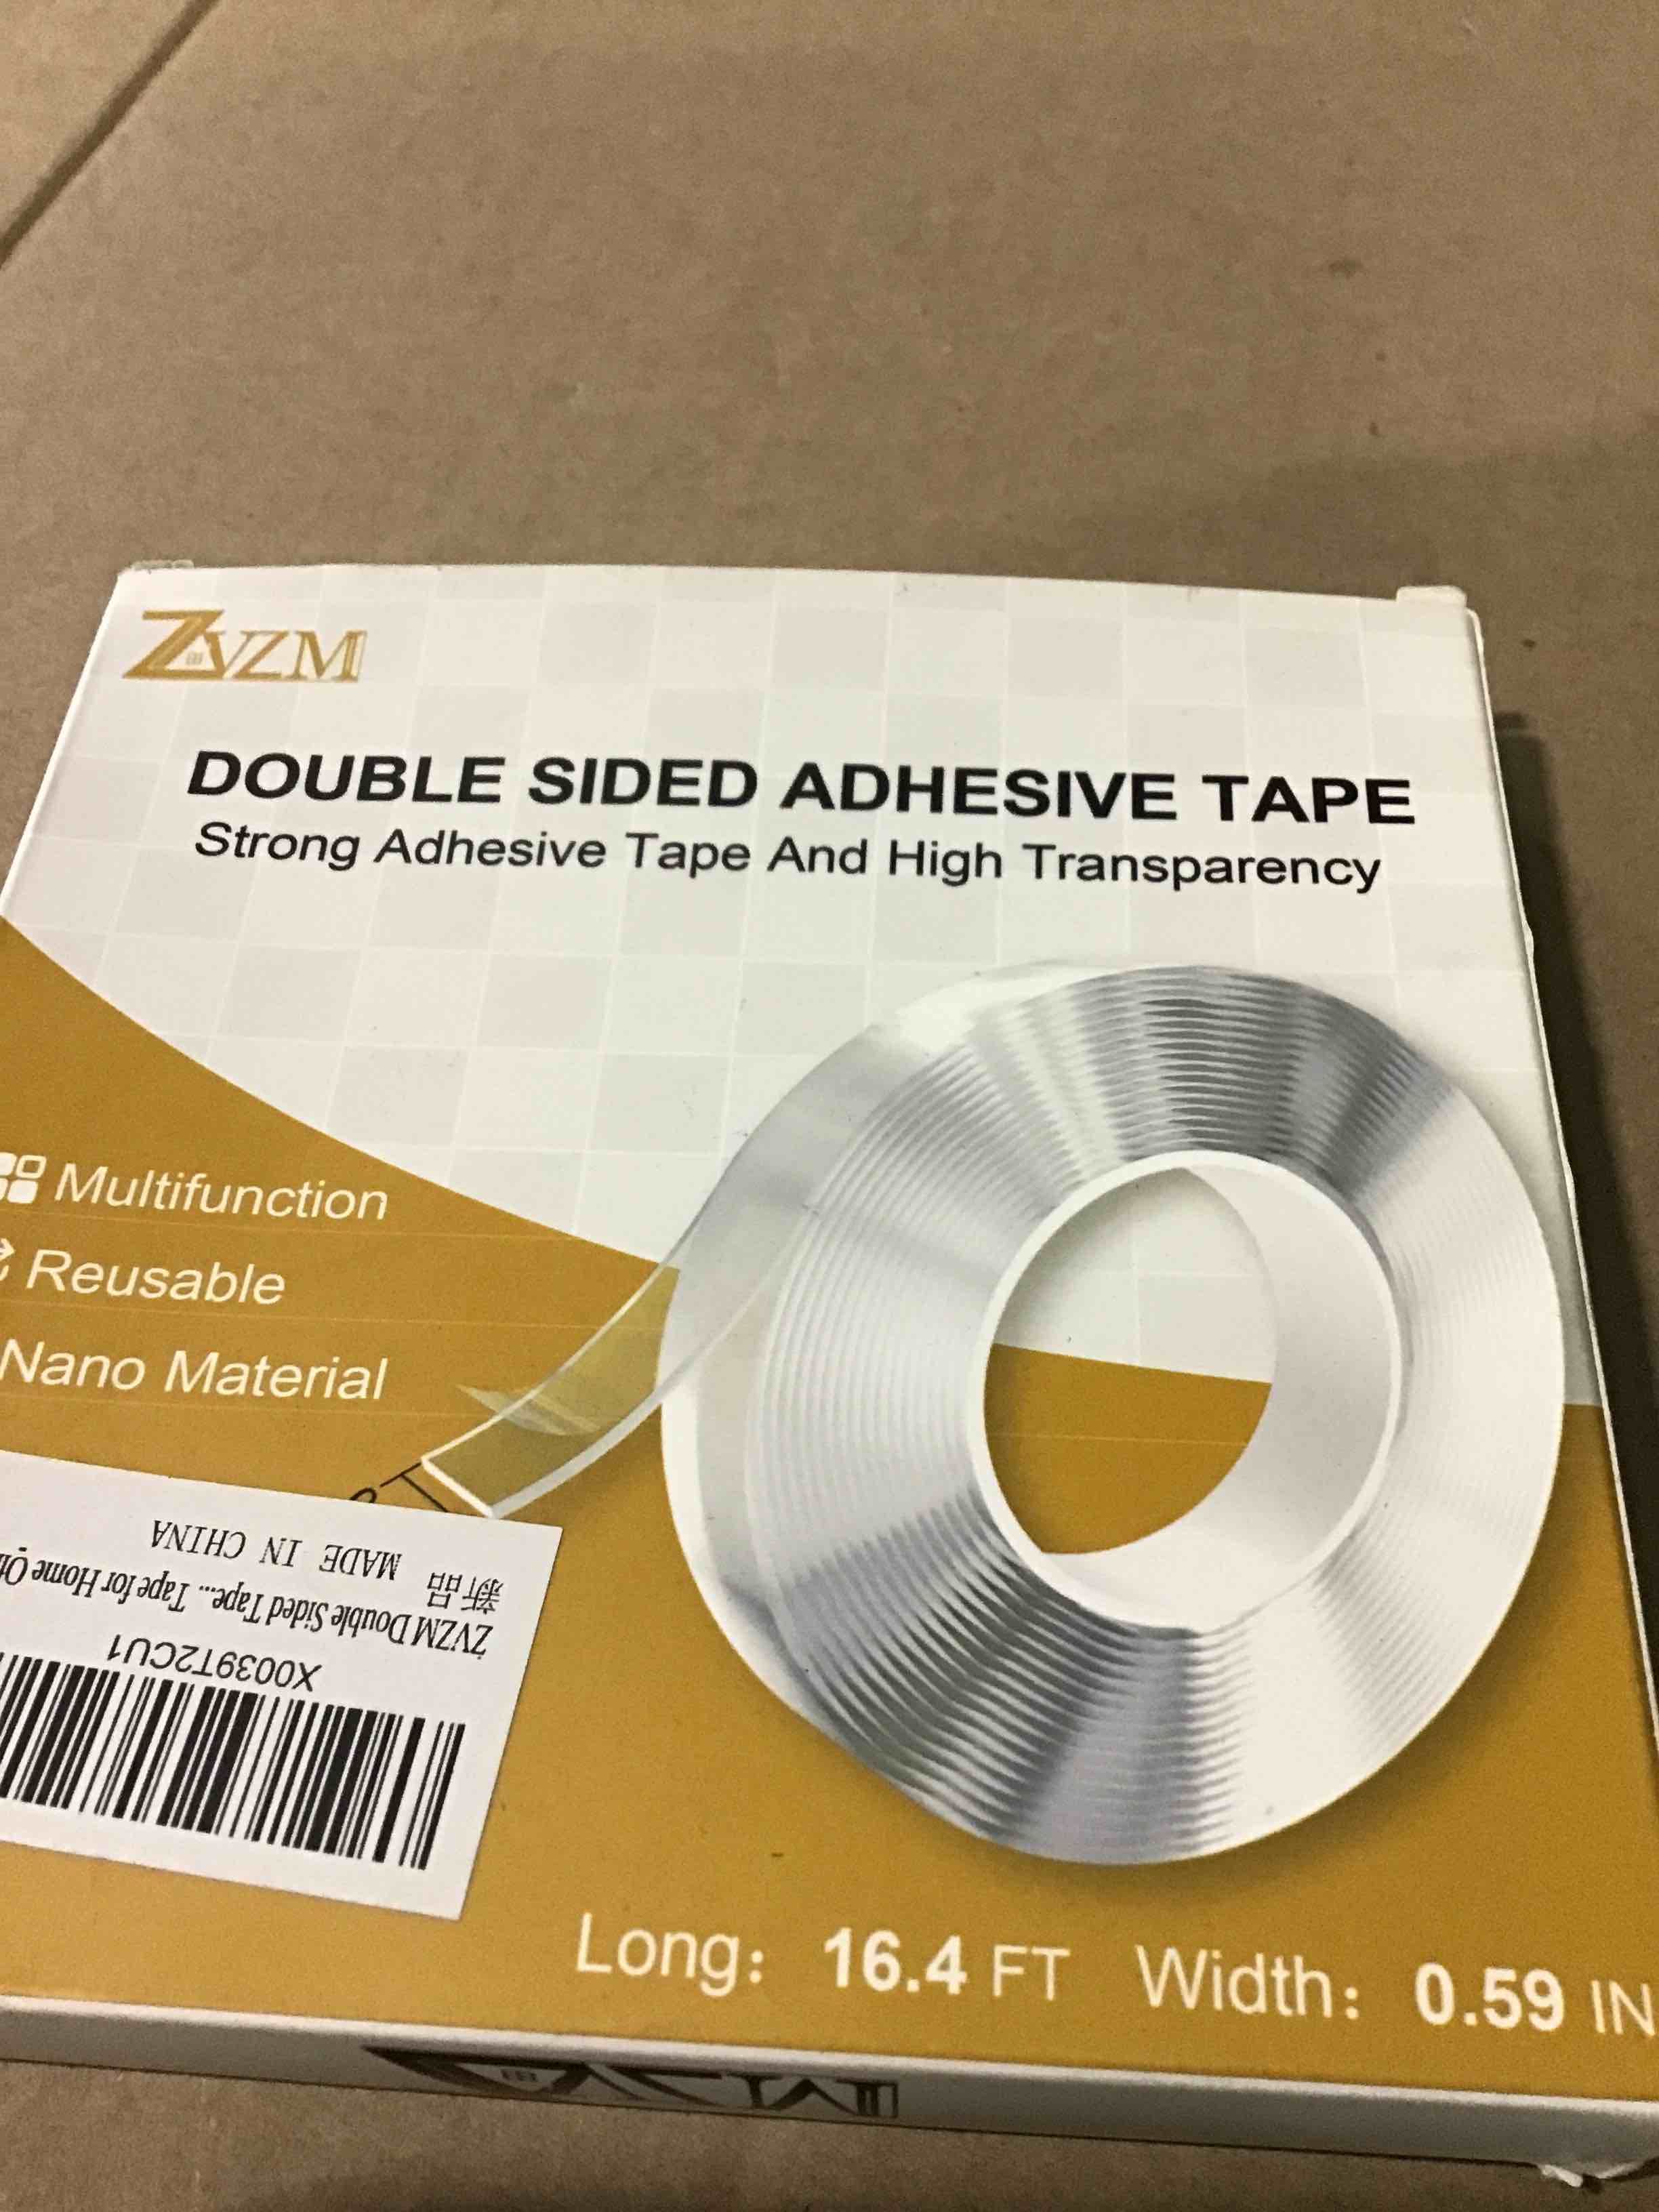 ZVZM
DOUBLE SIDED ADHESIVE TAPE
Strong Adhesive Tape And High Transparency
Multifunction
Reusable
Nano Material
X0039T2CU1
ZVZM Double Sided Tape... Tape for Home
新品 MADE IN CHINA
Long: 16.4 FT Width: 0.59 IN
ZVZM